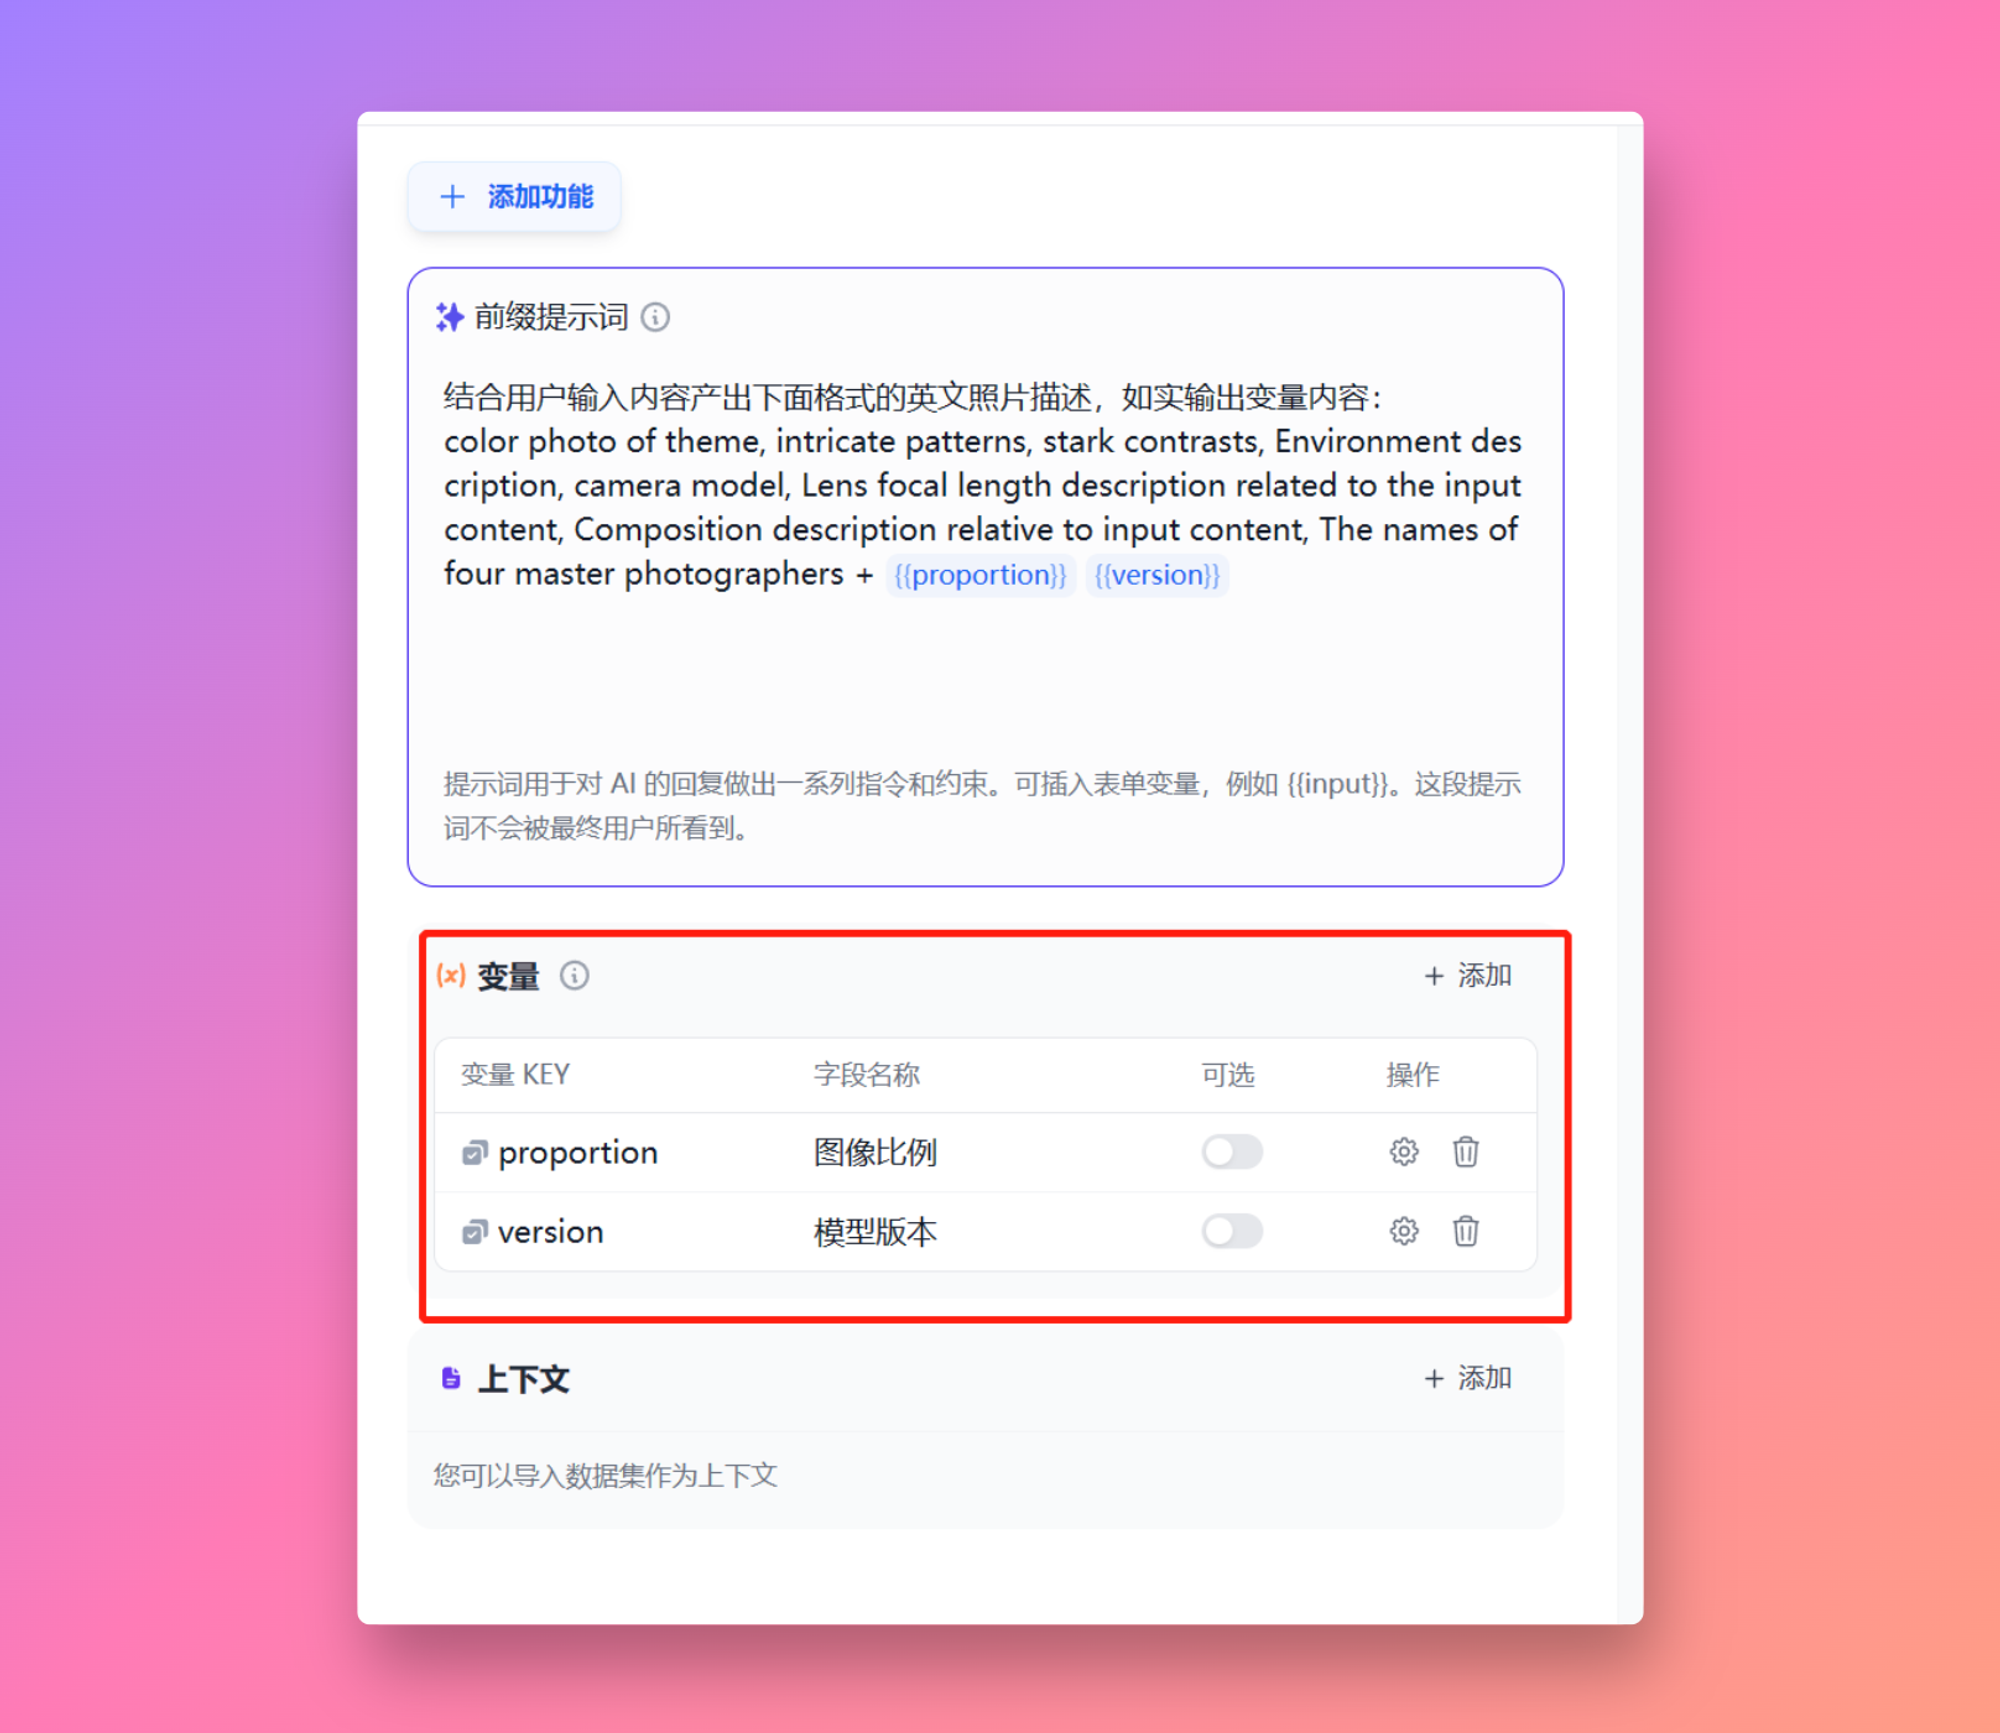 添加功能
前缀提示词
结合用户输入内容产出下面格式的英文照片描述，如实输出变量内容：
color photo of theme, intricate patterns, stark contrasts, Environment des
cription, camera model, Lens focal length description related to the input
content, Composition description relative to input content, The names of
four master photographers + {{proportion}} {{version}}
提示词用于对 AI 的回复做出一系列指令和约束。可插入表单变量，例如 {{input}}。这段提示
词不会被最终用户所看到。
(x) 变量 + 添加
变量 KEY 字段名称 可选 操作
proportion 图像比例
version 模型版本
上下文 + 添加
您可以导入数据集作为上下文